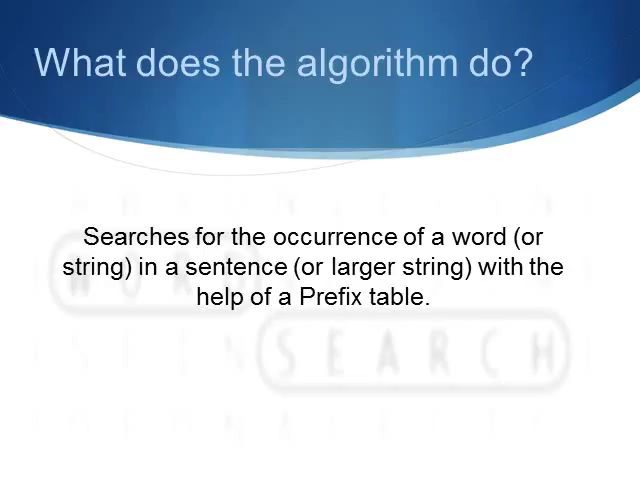 What does the algorithm do?
Searches for the occurrence of a word (or
string) in a sentence (or larger string) with the
help of a Prefix table.
SEARCH